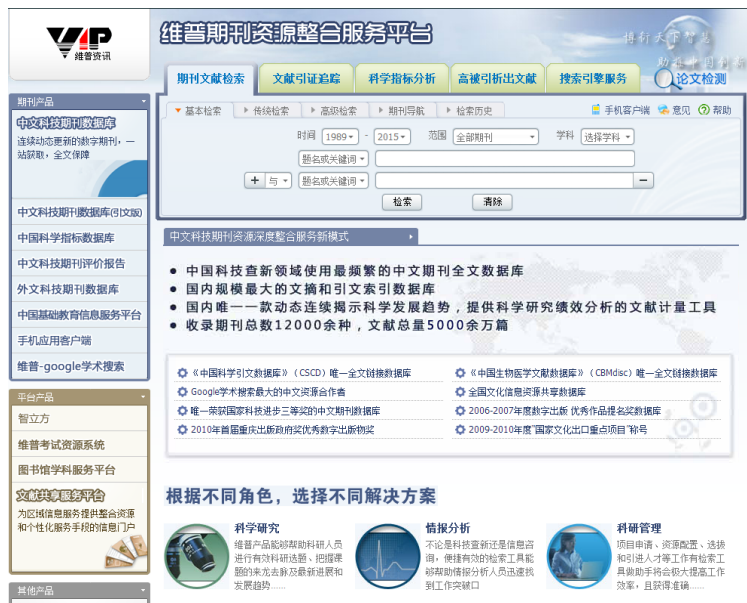 VIP
维普资讯
维普期刊资源整合服务平台
博衍天下智慧
期刊文献检索
文献引证追踪
科学指标分析
高被引析出文献
搜索引擎服务
论文检测
基本检索
传统检索
高级检索
期刊导航
检索历史
手机客户端
意见
帮助
时间 1989 - 2015 范围 全部期刊 学科 选择学科
题名或关键词
+ 与 题名或关键词 −
检索 清除
期刊产品
中文科技期刊数据库
连续动态更新的数字期刊，一
站获取，全文保障
中文科技期刊数据库(引文版)
中国科学指标数据库
中文科技期刊评价报告
外文科技期刊数据库
中国基础教育信息服务平台
手机应用客户端
维普-google学术搜索
平台产品
智立方
维普考试资源系统
图书馆学科服务平台
文献共享服务平台
为区域信息服务提供整合资源
和个性化服务手段的信息门户
其他产品
中文科技期刊资源深度整合服务新模式
● 中国科技查新领域使用最频繁的中文期刊全文数据库
● 国内规模最大的文摘和引文索引数据库
● 国内唯一一款动态连续揭示科学发展趋势，提供科学研究绩效分析的文献计量工具
● 收录期刊总数12000余种，文献总量5000余万篇
《中国科学引文数据库》（CSCD）唯一全文链接数据库
《中国生物医学文献数据库》（CBMdisc）唯一全文链接数据库
Google学术搜索最大的中文资源合作者
全国文化信息资源共享数据库
唯一荣获国家科技进步三等奖的中文期刊数据库
2006-2007年度数字出版 优秀作品提名奖数据库
2010年首届重庆出版政府奖优秀数字出版物奖
2009-2010年度"国家文化出口重点项目"称号
根据不同角色，选择不同解决方案
科学研究
维普产品能够帮助科研人员
进行有效科研选题、把握课
题的来龙去脉及最新进展和
发展趋势......
情报分析
不论是科技查新还是信息咨
询，便捷有效的检索工具能
够帮助情报分析人员迅速找
到工作突破口
科研管理
项目申请、资源配置、选拔
和引进人才等工作有检索工
具做助手将会极大提高工作
效率，且获得准确......